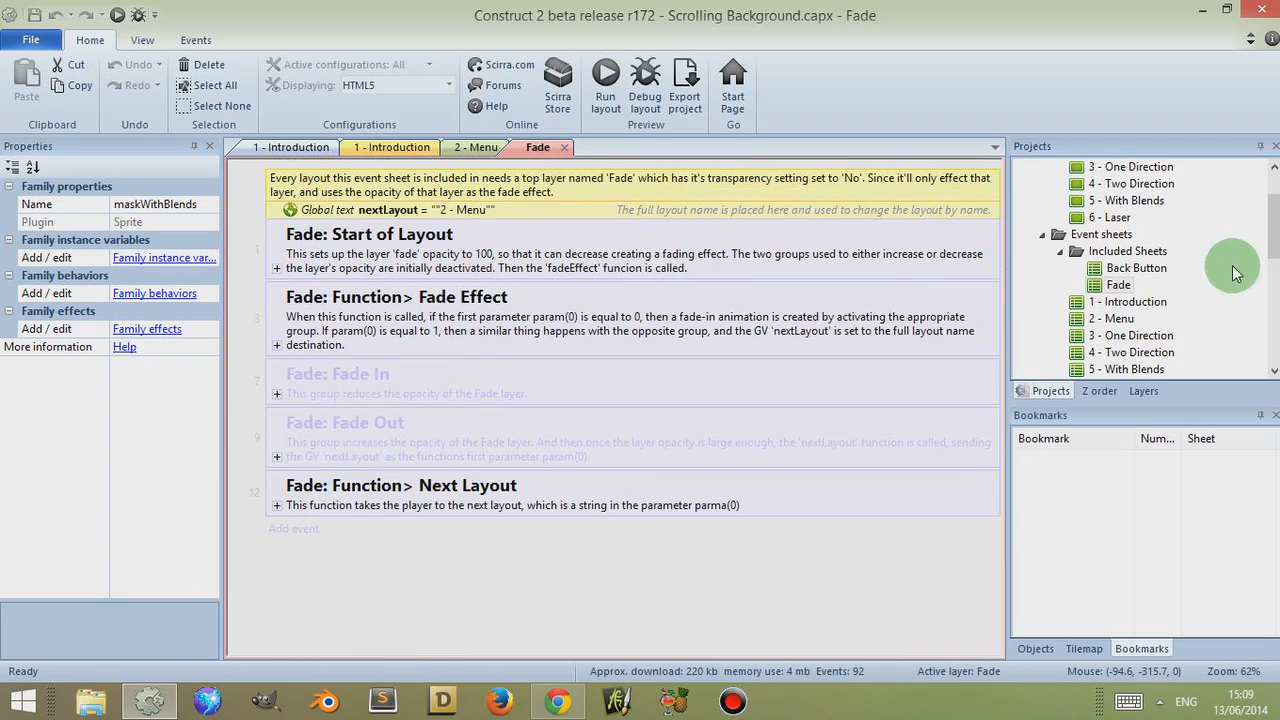 Construct 2 beta release r172 - Scrolling Background.capx - Fade
File Home View Events
Paste Cut Copy
Undo Redo
Delete Select All Select None
Active configurations: All
Displaying: HTML5
Scirra.com Forums Help
Scirra Store
Run layout Debug layout Export project
Start Page
Clipboard Undo Selection Configurations Online Preview Go
Properties
Family properties
Name maskWithBlends
Plugin Sprite
Family instance variables
Add / edit Family instance var...
Family behaviors
Add / edit Family behaviors
Family effects
Add / edit Family effects
More information Help
1 - Introduction 1 - Introduction 2 - Menu Fade
Every layout this event sheet is included in needs a top layer named 'Fade' which has it's transparency setting set to 'No'. Since it'll only effect that
layer, and uses the opacity of that layer as the fade effect.
Global text nextLayout = ""2 - Menu"" The full layout name is placed here and used to change the layout by name.
1 Fade: Start of Layout
This sets up the layer 'fade' opacity to 100, so that it can decrease creating a fading effect. The two groups used to either increase or decrease
the layer's opacity are initially deactivated. Then the 'fadeEffect' funcion is called.
3 Fade: Function> Fade Effect
When this function is called, if the first parameter param(0) is equal to 0, then a fade-in animation is created by activating the appropriate
group. If param(0) is equal to 1, then a similar thing happens with the opposite group, and the GV 'nextLayout' is set to the full layout name
destination.
7 Fade: Fade In
This group reduces the opacity of the Fade layer.
9 Fade: Fade Out
This group increases the opacity of the Fade layer. And then once the layer opacity is large enough, the 'nextLayout' function is called, sending
the GV 'nextLayout' as the functions first parameter param(0).
12 Fade: Function> Next Layout
This function takes the player to the next layout, which is a string in the parameter parma(0)
Add event
Projects
3 - One Direction
4 - Two Direction
5 - With Blends
6 - Laser
Event sheets
Included Sheets
Back Button
Fade
1 - Introduction
2 - Menu
3 - One Direction
4 - Two Direction
5 - With Blends
Projects Z order Layers
Bookmarks
Bookmark Num... Sheet
Objects Tilemap Bookmarks
Ready Approx. download: 220 kb memory use: 4 mb Events: 92 Active layer: Fade Mouse: (-94.6, -315.7, 0) Zoom: 62%
S D ENG
15:09
13/06/2014